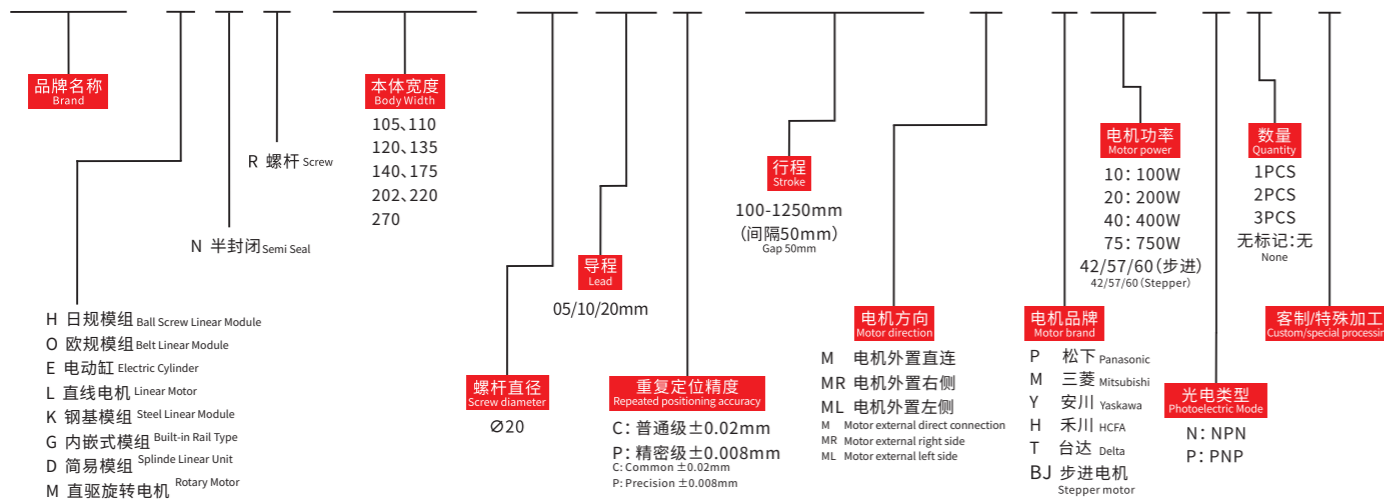 品牌名称
Brand
H 日规模组 Ball Screw Linear Module
O 欧规模组 Belt Linear Module
E 电动缸 Electric Cylinder
L 直线电机 Linear Motor
K 钢基模组 Steel Linear Module
G 内嵌式模组 Built-in Rail Type
D 简易模组 Splinde Linear Unit
M 直驱旋转电机 Rotary Motor
N 半封闭 Semi Seal
R 螺杆 Screw
本体宽度
Body Width
105、110
120、135
140、175
202、220
270
螺杆直径
Screw diameter
Ø20
导程
Lead
05/10/20mm
重复定位精度
Repeated positioning accuracy
C：普通级±0.02mm
P：精密级±0.008mm
C: Common ±0.02mm
P: Precision ±0.008mm
行程
Stroke
100-1250mm
（间隔50mm）
Gap 50mm
电机方向
Motor direction
M 电机外置直连
MR 电机外置右侧
ML 电机外置左侧
M Motor external direct connection
MR Motor external right side
ML Motor external left side
电机品牌
Motor brand
P 松下 Panasonic
M 三菱 Mitsubishi
Y 安川 Yaskawa
H 禾川 HCFA
T 台达 Delta
BJ 步进电机
Stepper motor
电机功率
Motor power
10：100W
20：200W
40：400W
75：750W
42/57/60（步进）
42/57/60（Stepper）
光电类型
Photoelectric Mode
N：NPN
P：PNP
数量
Quantity
1PCS
2PCS
3PCS
无标记：无
None
客制/特殊加工
Custom/special processin